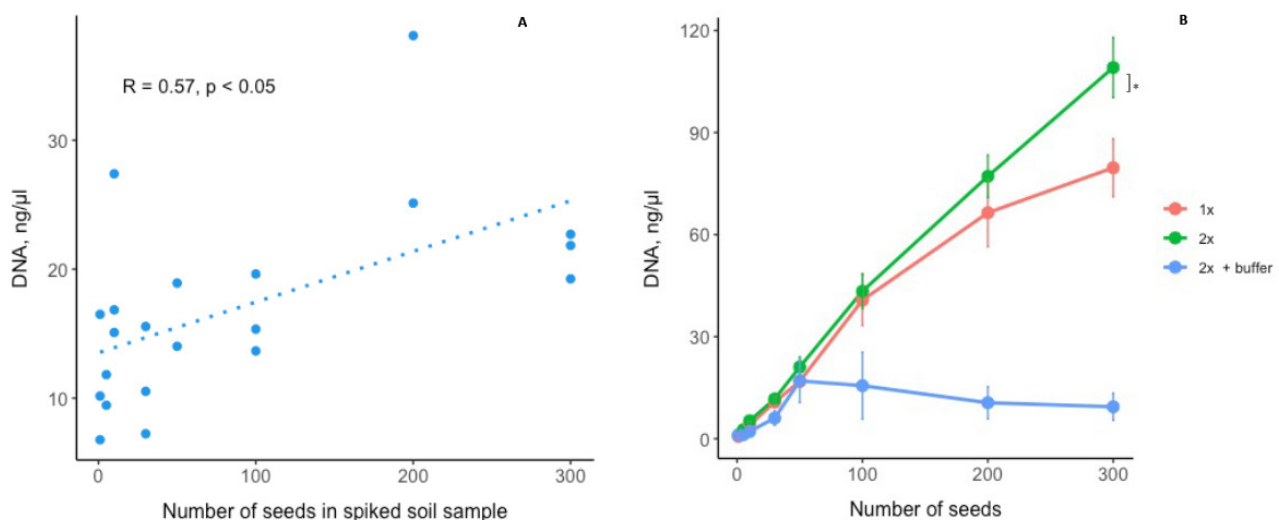 A
R = 0.57, p < 0.05
30
20
10
DNA, ng/µl
0
100
200
300
Number of seeds in spiked soil sample
B
120
90
60
30
0
DNA, ng/µl
]*
0
100
200
300
Number of seeds
1x
2x
2x + buffer